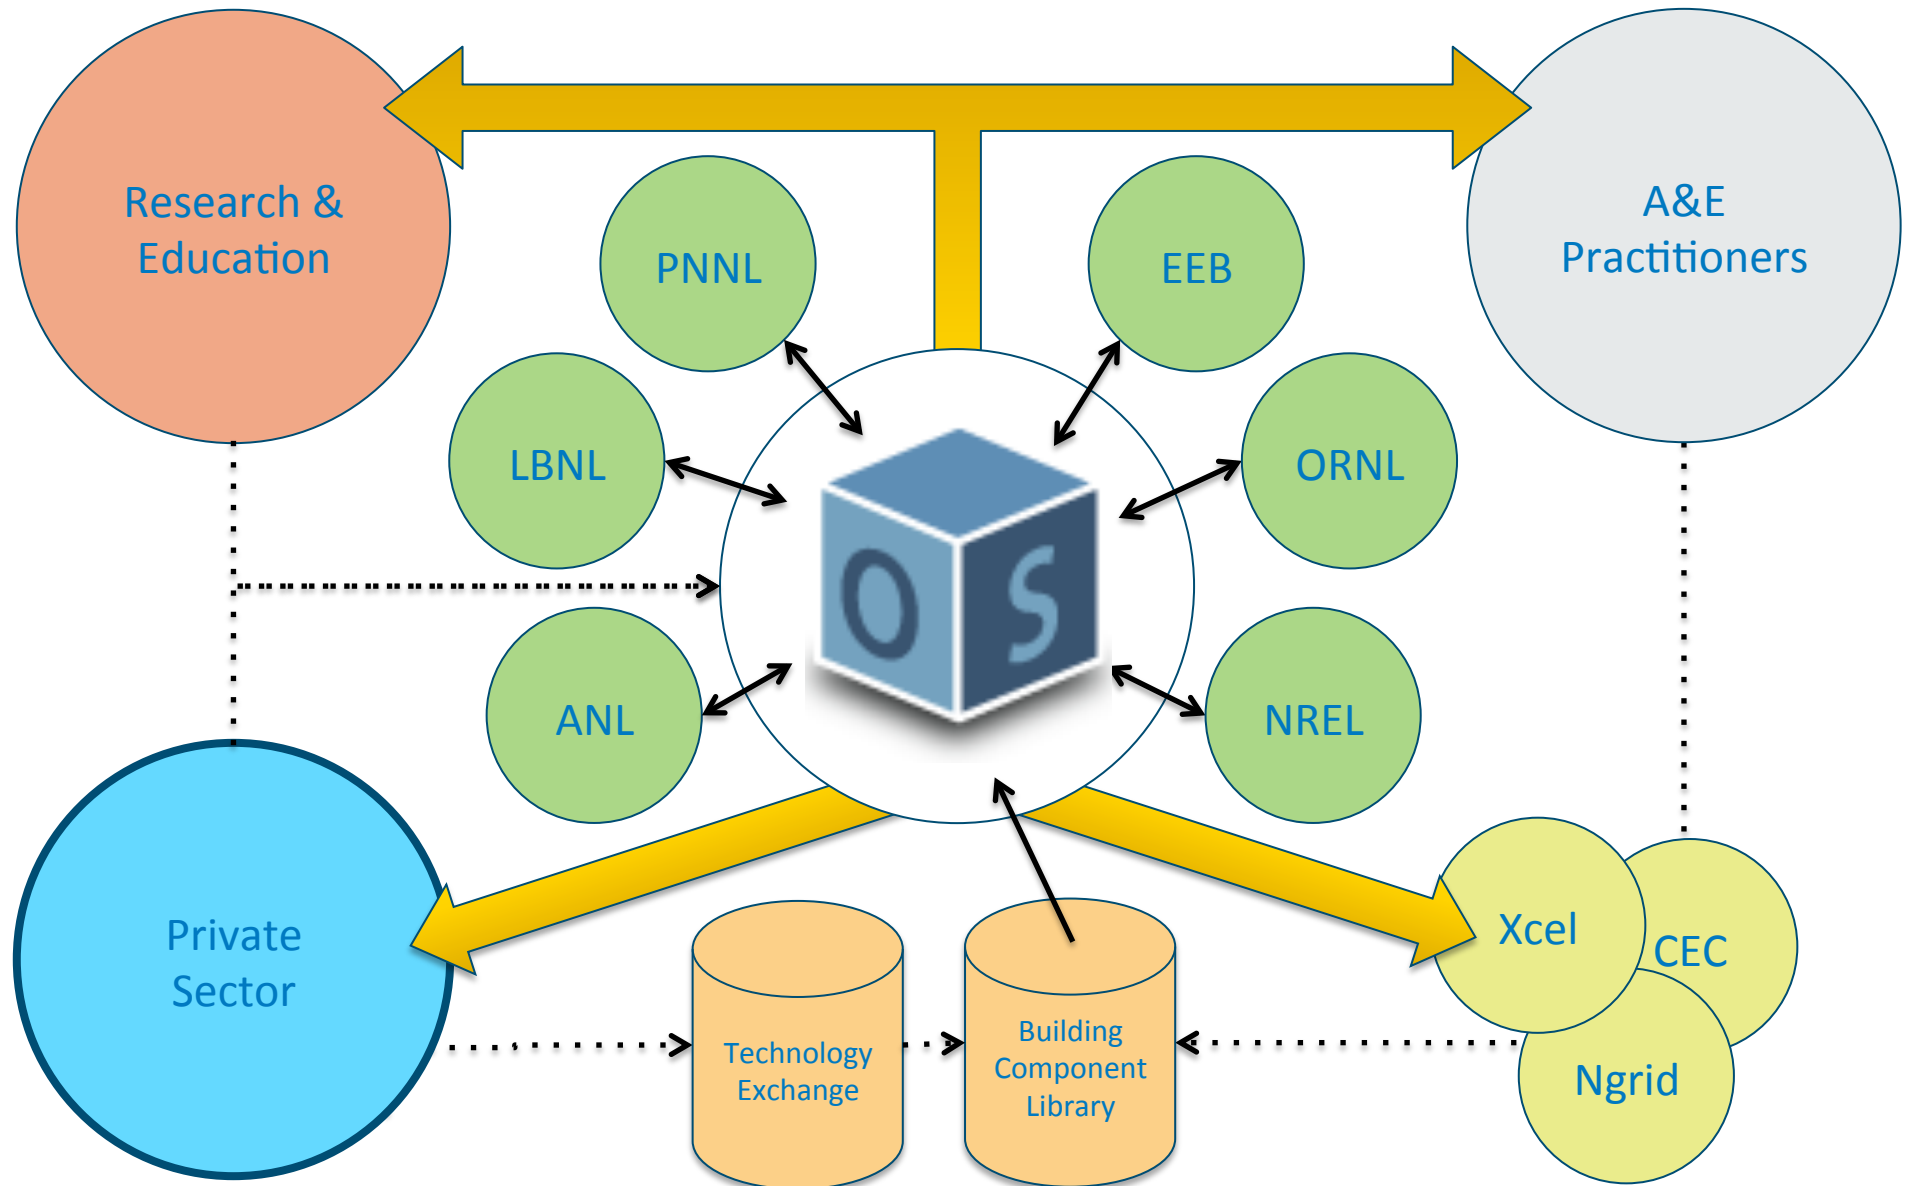 Research &
Education
A&E
Practitioners
PNNL
EEB
LBNL
ORNL
O S
ANL
NREL
Private
Sector
Xcel
CEC
Ngrid
Technology
Exchange
Building
Component
Library